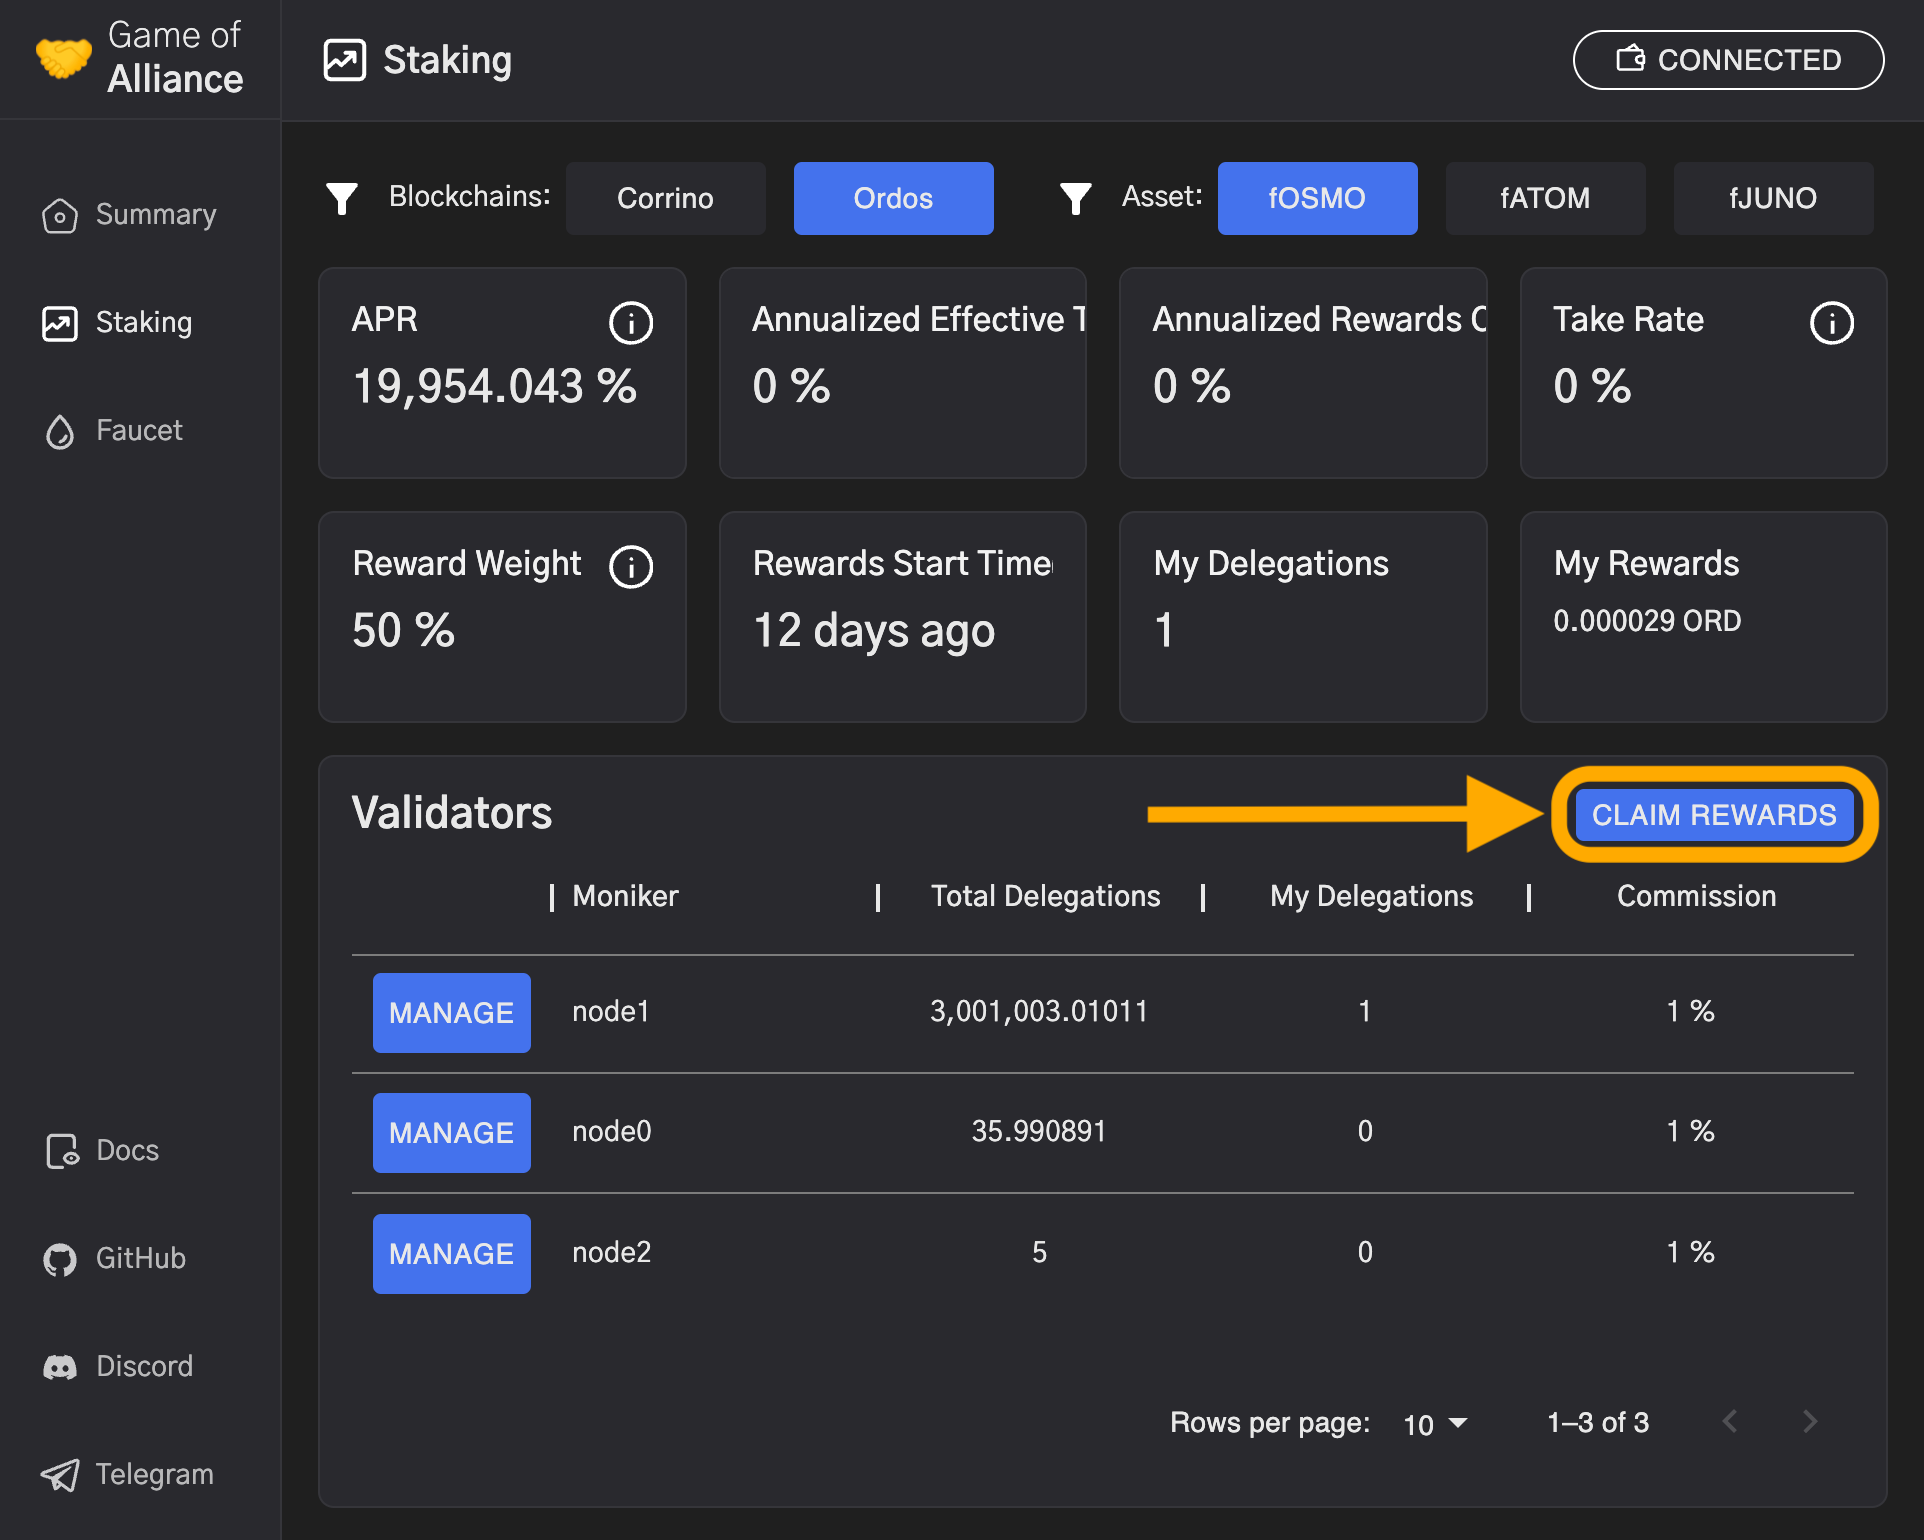 Game of
Alliance
Staking
CONNECTED
Summary
Staking
Faucet
Docs
GitHub
Discord
Telegram
Blockchains: Corrino Ordos Asset: fOSMO fATOM fJUNO
APR
19,954.043 %
Annualized Effective
0 %
Annualized Rewards
0 %
Take Rate
0 %
Reward Weight
50 %
Rewards Start Time
12 days ago
My Delegations
1
My Rewards
0.000029 ORD
Validators
CLAIM REWARDS
Moniker Total Delegations My Delegations Commission
MANAGE node1 3,001,003.01011 1 1 %
MANAGE node0 35.990891 0 1 %
MANAGE node2 5 0 1 %
Rows per page: 10 1–3 of 3